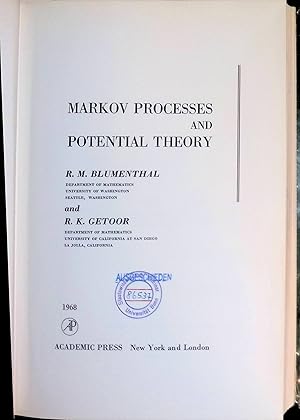 MARKOV PROCESSES
AND
POTENTIAL THEORY
R. M. BLUMENTHAL
DEPARTMENT OF MATHEMATICS
UNIVERSITY OF WASHINGTON
SEATTLE, WASHINGTON
and
R. K. GETOOR
DEPARTMENT OF MATHEMATICS
UNIVERSITY OF CALIFORNIA AT SAN DIEGO
LA JOLLA, CALIFORNIA
AUSGESCHIEDEN
1968
ACADEMIC PRESS New York and London